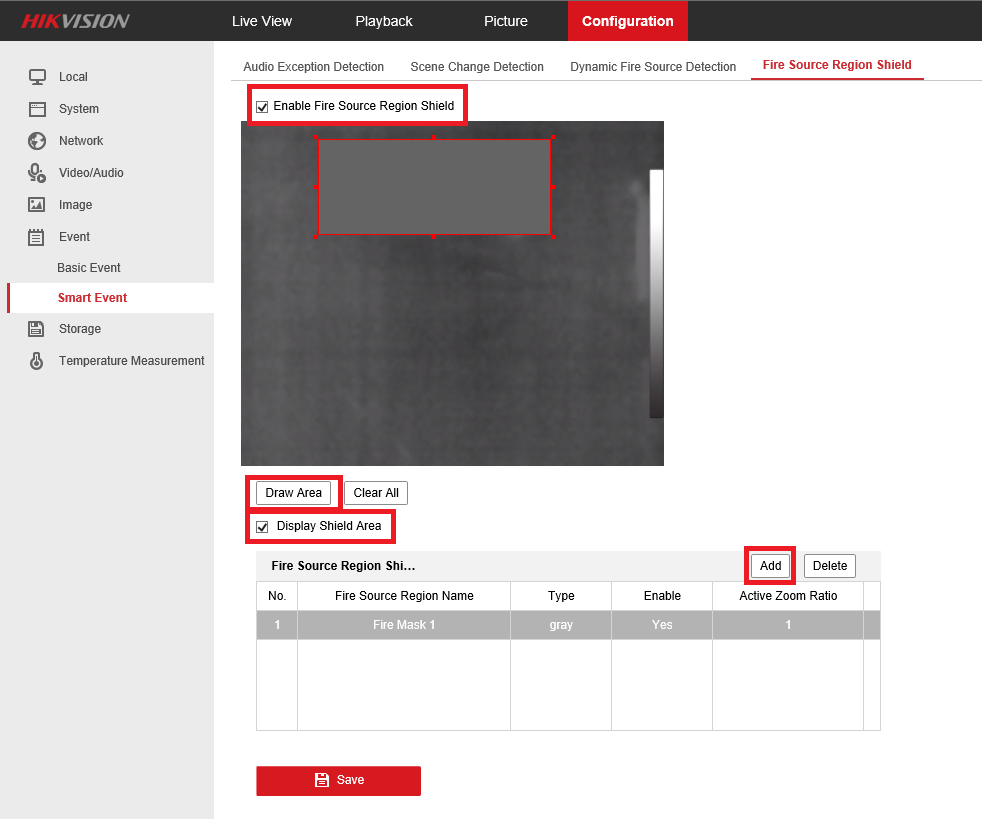 HIKVISION Live View Playback Picture Configuration
Local
System
Network
Video/Audio
Image
Event
Basic Event
Smart Event
Storage
Temperature Measurement
Audio Exception Detection Scene Change Detection Dynamic Fire Source Detection Fire Source Region Shield
Enable Fire Source Region Shield
Draw Area Clear All
Display Shield Area
Fire Source Region Shi... Add Delete
No. Fire Source Region Name Type Enable Active Zoom Ratio
1 Fire Mask 1 gray Yes 1
Save